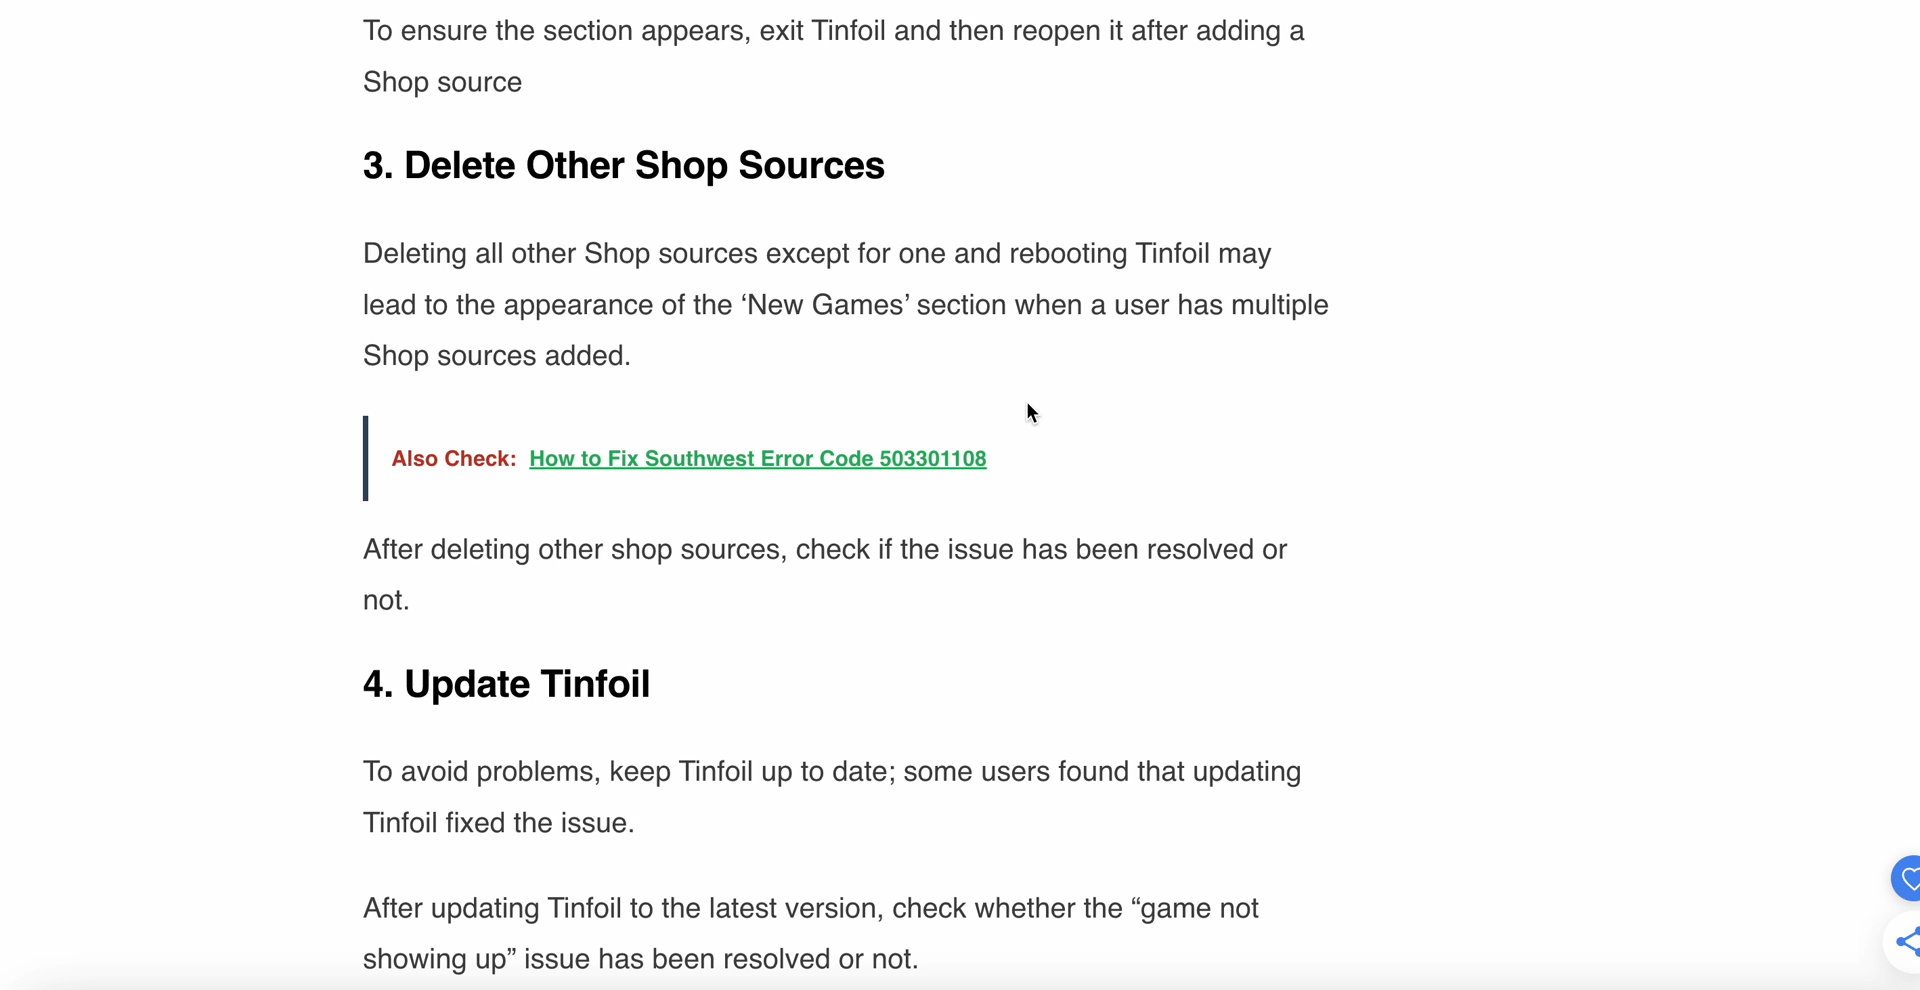 To ensure the section appears, exit Tinfoil and then reopen it after adding a
Shop source
3. Delete Other Shop Sources
Deleting all other Shop sources except for one and rebooting Tinfoil may
lead to the appearance of the ‘New Games’ section when a user has multiple
Shop sources added.
Also Check: How to Fix Southwest Error Code 503301108
After deleting other shop sources, check if the issue has been resolved or
not.
4. Update Tinfoil
To avoid problems, keep Tinfoil up to date; some users found that updating
Tinfoil fixed the issue.
After updating Tinfoil to the latest version, check whether the “game not
showing up” issue has been resolved or not.